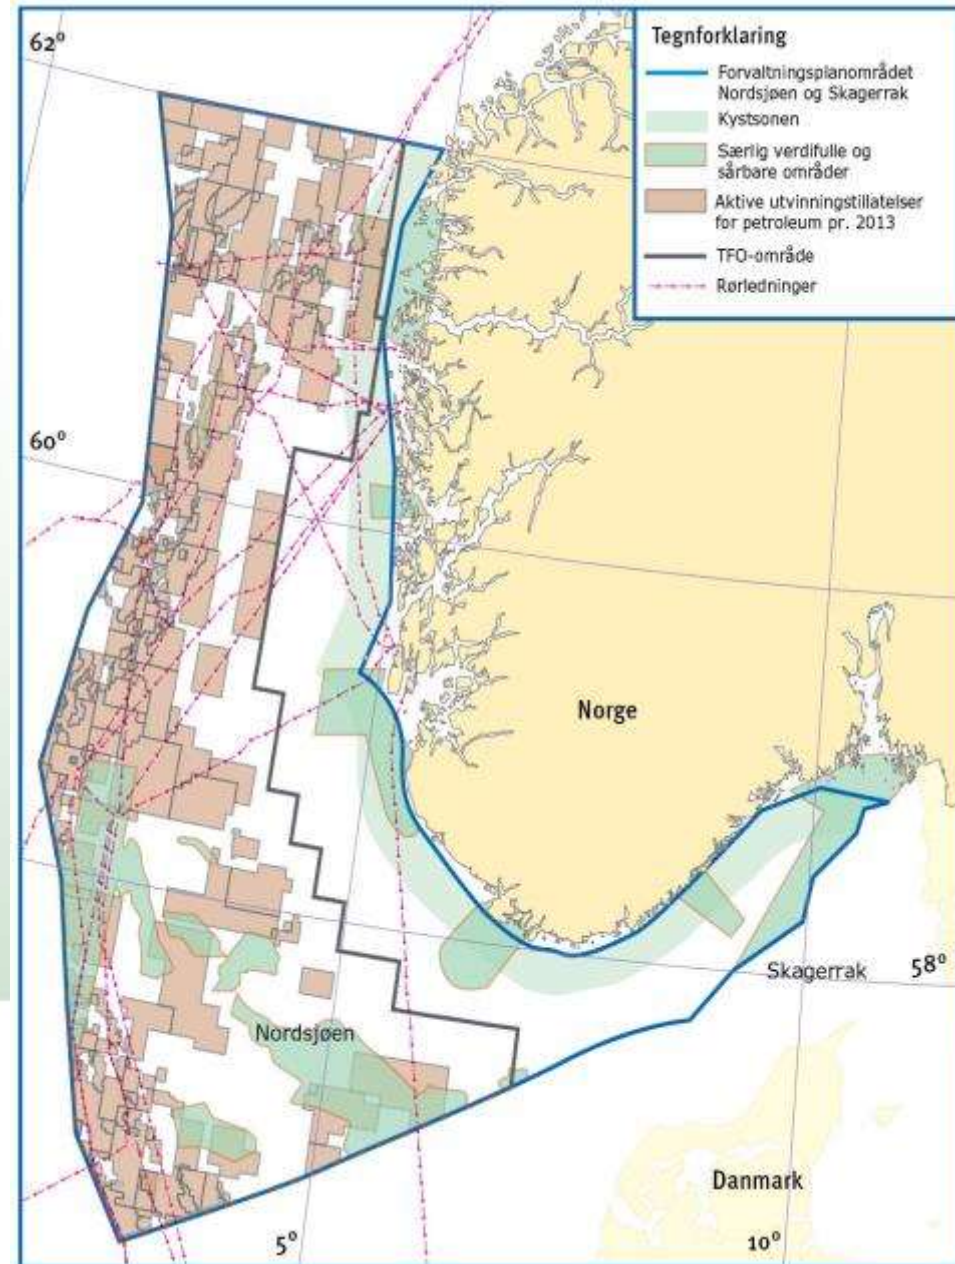 62°
Tegnforklaring
Forvaltningsplanområdet
Nordsjøen og Skagerrak
Kystsonen
Særlig verdifulle og
sårbare områder
Aktive utvinningstillatelser
for petroleum pr. 2013
TFO-område
Rørledninger
60°
Norge
Skagerrak
58°
Nordsjøen
Danmark
5°
10°